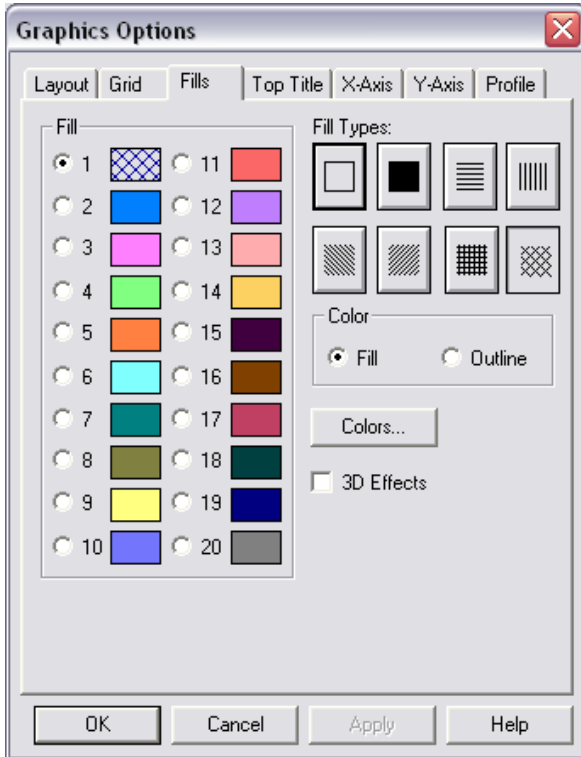 Graphics Options
Layout Grid Fills Top Title X-Axis Y-Axis Profile
Fill
1 11
2 12
3 13
4 14
5 15
6 16
7 17
8 18
9 19
10 20
Fill Types:
Color
Fill Outline
Colors...
3D Effects
OK Cancel Apply Help